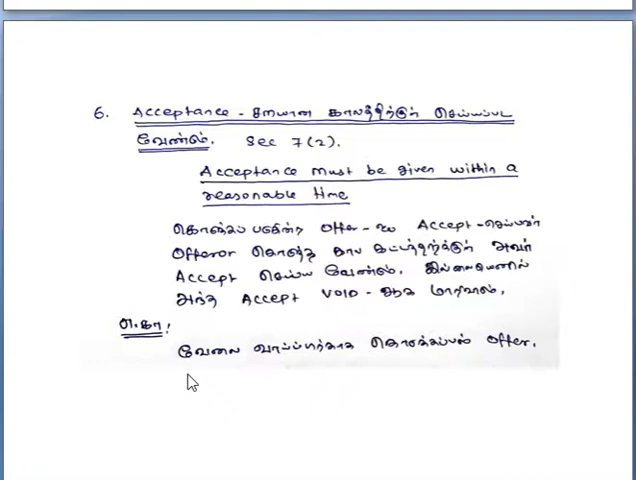 6. Acceptance - சரியான காலத்திற்குள் செய்யப்பட
வேண்டும். Sec 7(2).
Acceptance must be given within a
reasonable time
கொடுக்கப் படுகின்ற Offer-ஐ Accept-செய்பவர்
Offeror கொடுத்த கால கட்டத்திற்க்குள் அவர்
Accept செய்ய வேண்டும். இல்லையெனில்
அந்த Accept VOID-ஆக மாறிவிடும்.
எ.கா:
வேலை வாய்ப்பிற்காக கொடுக்கப்படும் Offer.